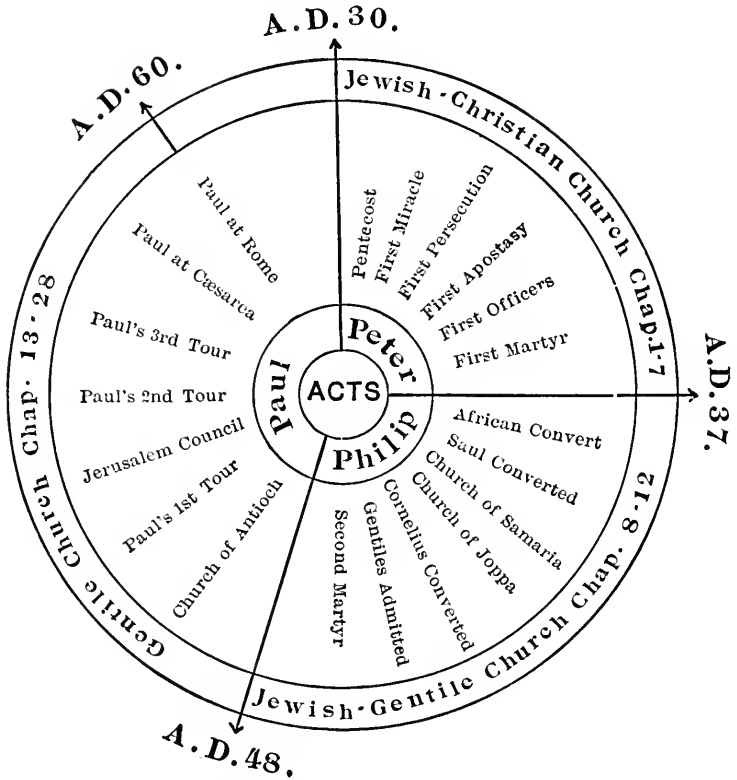 A.D.30.
Jewish-Christian Church Chap.1-7
Pentecost
First Miracle
First Persecution
First Apostasy
First Officers
First Martyr
A.D.37.
African Convert
Saul Converted
Church of Samaria
Church of Joppa
Cornelius Converted
Gentiles Admitted
Second Martyr
Jewish-Gentile Church Chap. 8-12
A.D.48.
Church of Antioch
Paul's 1st Tour
Jerusalem Council
Paul's 2nd Tour
Paul's 3rd Tour
Paul at Cæsarea
Paul at Rome
Gentile Church Chap. 13-28
A.D.60.
Peter
Philip
Paul
ACTS